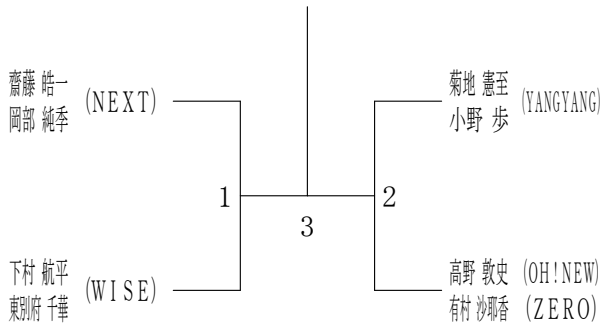 齋藤 皓一
岡部 純季
(NEXT)
菊地 憲至
小野 歩
(YANGYANG)
1
2
3
下村 航平
東別府 千華
(WISE)
高野 敦史 (OH!NEW)
有村 沙耶香 (ZERO)